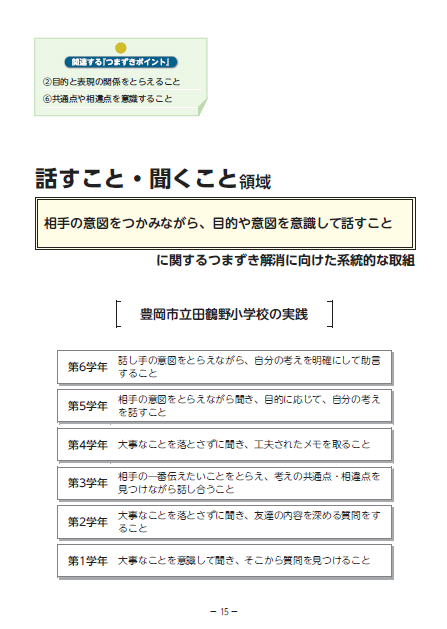 関連する「つまずきポイント」
②目的と表現の関係をとらえること
⑥共通点や相違点を意識すること
話すこと・聞くこと領域
相手の意図をつかみながら、目的や意図を意識して話すこと
に関するつまずき解消に向けた系統的な取組
豊岡市立田鶴野小学校の実践
第6学年
話し手の意図をとらえながら、自分の考えを明確にして助言
すること
第5学年
相手の意図をとらえながら聞き、目的に応じて、自分の考え
を話すこと
第4学年
大事なことを落とさずに聞き、工夫されたメモを取ること
第3学年
相手の一番伝えたいことをとらえ、考えの共通点・相違点を
見つけながら話し合うこと
第2学年
大事なことを落とさずに聞き、友達の内容を深める質問をす
ること
第1学年
大事なことを意識して聞き、そこから質問を見つけること
− 15 −